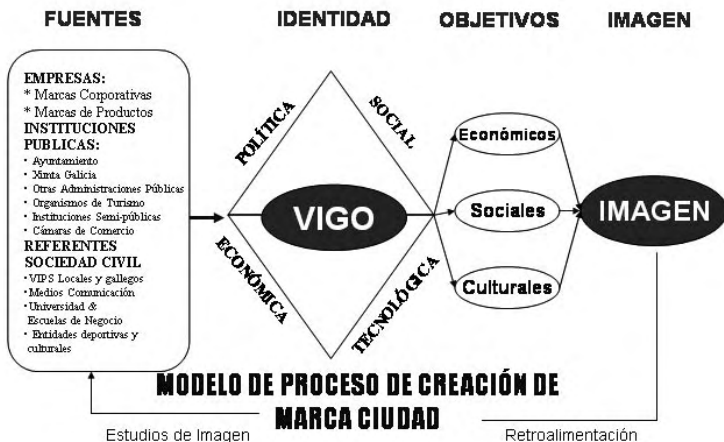 FUENTES
IDENTIDAD
OBJETIVOS
IMAGEN
EMPRESAS:
* Marcas Corporativas
* Marcas de Productos
INSTITUCIONES
PUBLICAS:
• Ayuntamiento
• Xinta Galicia
• Otras Administraciones Públicas
• Organismos de Turismo
• Instituciones Semi-públicas
• Cámaras de Comercio
REFERENTES
SOCIEDAD CIVIL
• VIPS Locales y gallegos
• Medios Comunicación
• Universidad &
Escuelas de Negocio
• Entidades deportivas y
culturales
POLÍTICA
SOCIAL
VIGO
ECONÓMICA
TECNOLÓGICA
Económicos
Sociales
Culturales
IMAGEN
MODELO DE PROCESO DE CREACIÓN DE
MARCA CIUDAD
Estudios de Imagen
Retroalimentación